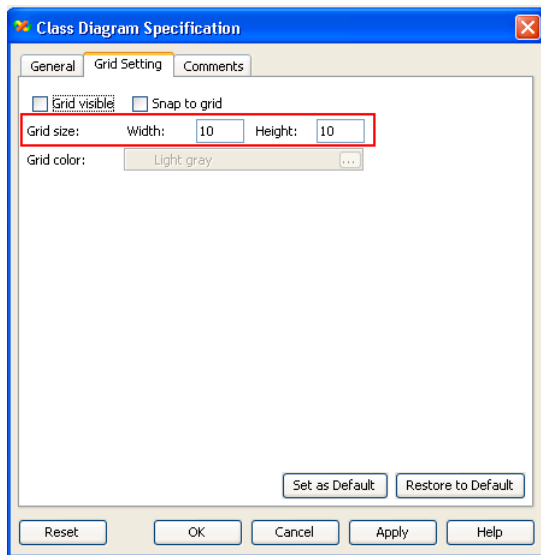 Class Diagram Specification
General Grid Setting Comments
Grid visible Snap to grid
Grid size: Width: 10 Height: 10
Grid color: Light gray ...
Set as Default Restore to Default
Reset OK Cancel Apply Help